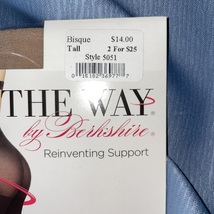 Bisque $14.00
Tall 2 For $25
Style 5051
THE WAY
by Berkshire®
Reinventing Support